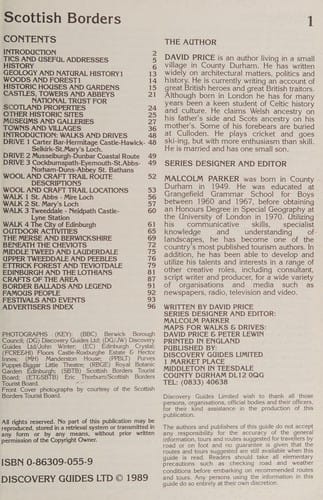 Scottish Borders
1
CONTENTS
INTRODUCTION 2
TICS and USEFUL ADDRESSES 5
HISTORY 6
GEOLOGY AND NATURAL HISTORY 13
WOODS AND FOREST 14
HISTORIC HOUSES AND GARDENS 15
CASTLES, TOWERS AND ABBEYS 21
NATIONAL TRUST FOR
SCOTLAND PROPERTIES 24
OTHER HISTORIC SITES 25
MUSEUMS AND GALLERIES 27
TOWNS AND VILLAGES 36
INTRODUCTION: WALKS AND DRIVES 48
DRIVE 1 Carter Bar-Hermitage Castle-Hawick- 48
Selkirk-St.Mary's Loch.
DRIVE 2 Musselburgh-Dunbar Coastal Route 49
DRIVE 3 Cockburnspath-Eyemouth-St.Abbs- 49
Norham-Duns-Abbey St. Bathans
WOOL AND CRAFT TRAIL ROUTE: 52
DESCRIPTIONS
WOOL AND CRAFT TRAIL LOCATIONS 53
WALK 1 St. Abbs - Mire Loch 56
WALK 2 St. Mary's Loch 57
WALK 3 Tweeddale - Neidpath Castle- 60
Lyne Station
WALK 4 The City of Edinburgh 61
OUTDOOR ACTIVITIES 65
THE MERSE AND BERWICKSHIRE 69
BENEATH THE CHEVIOTS 72
MIDDLE TWEED AND LAUDERDALE 73
UPPER TWEEDDALE and PEEBLES 76
ETTRICK FOREST AND TEVIOTDALE 79
EDINBURGH AND THE LOTHIANS 81
CRAFTS OF THE AREA 87
BORDER BALLADS AND LEGEND 91
FAMOUS PEOPLE 92
FESTIVALS AND EVENTS 93
ADVERTISERS INDEX 96
PHOTOGRAPHS (KEY): (BBC) Berwick Borough
Council; (DG) Discovery Guides Ltd; (DG/JW) Discovery
Guides Ltd/John Winter; (EC) Edinburgh Crystal;
Floors Castle-Roxburghe Estate & Hector
Innes; (MH) Manderston House; (PPBLT) Purves
Puppet-Biggar Little Theatre; (RBGE) Royal Botanic
Garden Edinburgh; (SBTB) Scottish Borders Tourist
Board; Eric Thorburn/Scottish Borders
Tourist Board.
Front Cover photographs by courtesy of the Scottish
Borders Tourist Board.
All rights reserved. No part of this publication may be
reproduced, stored in a retrieval system or transmitted in
any form or by any means, without prior written
permission of the Copyright Owner.
ISBN 0-86309-055-9
DISCOVERY GUIDES LTD © 1989
THE AUTHOR
DAVID PRICE is an author living in a small
village in County Durham. He has written
widely on architectural matters, politics and
history. He is currently writing an account of
great British heroes and great British traitors.
Although born in London he has for many
years been a keen student of Celtic history
and culture. He claims Welsh ancestry on
his father's side and Scots ancestry on his
mother's. Some of his forebears are buried
at Culloden. He plays cricket and goes
ski-ing, but with more enthusiasm than skill.
He is married and has one small son.
SERIES DESIGNER AND EDITOR
MALCOLM PARKER was born in County
Durham in 1949. He was educated at
Grangefield Grammar School for Boys
between 1960 and 1967, before obtaining
an Honours Degree in Special Geography at
the University of London in 1970. Utilizing
his communicative skills, specialist
knowledge and understanding of
landscapes, he has become one of the
country's most published tourism authors. In
addition, he has been able to develop and
utilize his talents and interest in a range of
other creative roles, including consultant,
script writer and producer, for a wide variety
of organisations and media such as
newspapers, radio, television and video.
WRITTEN BY DAVID PRICE
SERIES DESIGNER AND EDITOR:
MALCOLM PARKER
MAPS FOR WALKS & DRIVES:
DAVID PRICE & PETER LEWIN
PRINTED IN ENGLAND
PUBLISHED BY:
DISCOVERY GUIDES LIMITED
1 MARKET PLACE
MIDDLETON IN TEESDALE
COUNTY DURHAM DL12 0QG
TEL: (0833) 40638
Discovery Guides Limited wish to thank all those
persons, organisations, official bodies and their officers,
for their kind assistance in the production of this
publication.
The authors and publishers of this guide do not accept
any responsibility for the accuracy of the general
information, tours and routes suggested for travellers by
road or on foot and no guarantee is given that the
routes and tours suggested are still available when this
guide is read. Readers should take all elementary
precautions such as checking road and weather
conditions before embarking on recommended routes
and tours. Any persons using the information in this
guide do so entirely at their own discretion.